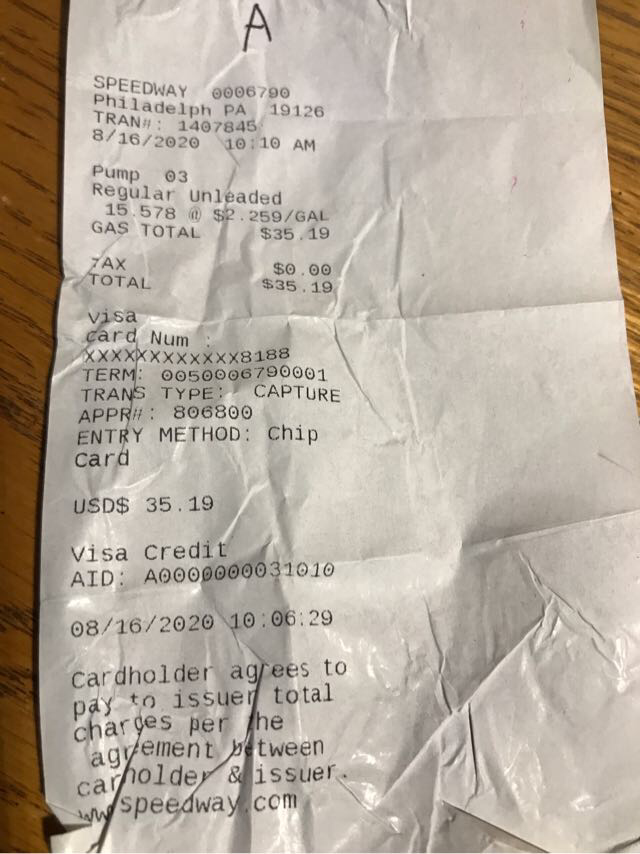 A
SPEEDWAY 0006790
Philadelph PA 19126
TRAN#: 1407845
8/16/2020 10:10 AM
Pump 03
Regular Unleaded
15.578 @ $2.259/GAL
GAS TOTAL $35.19
TAX $0.00
TOTAL $35.19
Visa
Card Num :
XXXXXXXXXXXX8188
TERM: 0050006790001
TRANS TYPE: CAPTURE
APPR#: 806800
ENTRY METHOD: Chip
Card
USD$ 35.19
Visa Credit
AID: A0000000031010
08/16/2020 10:06:29
Cardholder agrees to
pay to issuer total
charges per the
agreement between
carholder & issuer.
www.speedway.com